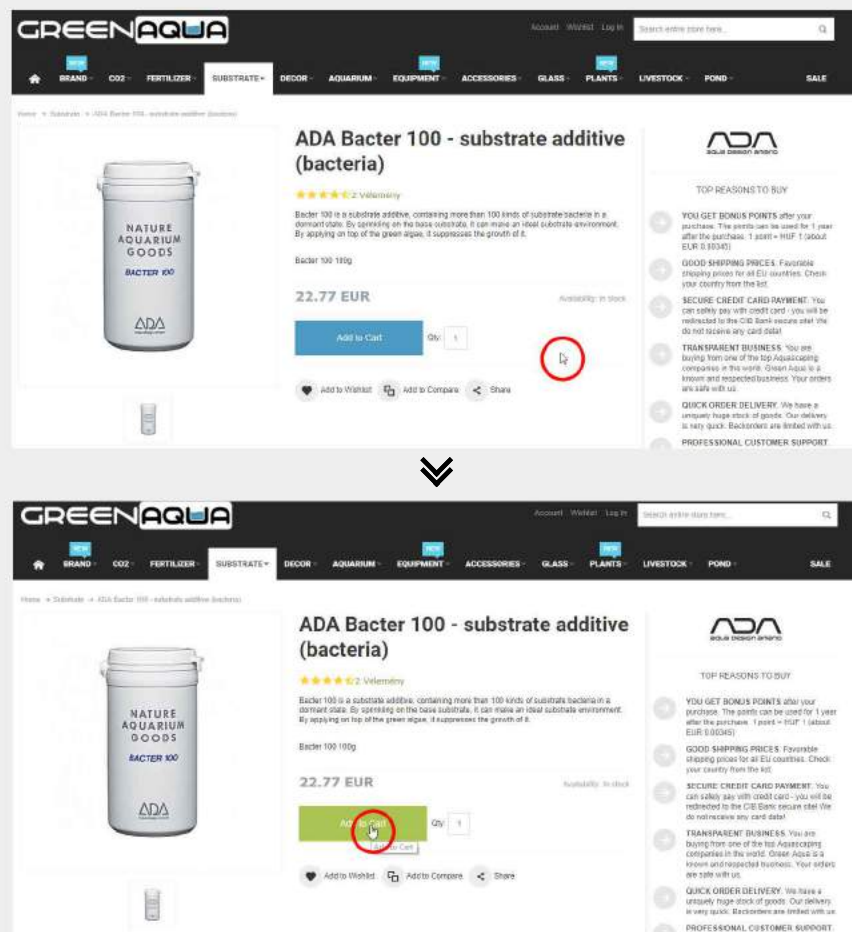 GREENAQUA
Account Wishlist Log In
Search entire store here...
NEW NEW NEW
BRAND CO2 FERTILIZER SUBSTRATE DECOR AQUARIUM EQUIPMENT ACCESSORIES GLASS PLANTS LIVESTOCK POND SALE
Home Substrate ADA Bacter 100 - substrate additive (bacteria)
ADA Bacter 100 - substrate additive
(bacteria)
2 Vélemény
Bacter 100 is a substrate additive, containing more than 100 kinds of substrate bacteria in a
dormant state. By sprinkling on the base substrate, it can make an ideal substrate environment.
By applying on top of the green algae, it suppresses the growth of it.
Bacter 100 100g
22.77 EUR
Availability: In stock
Add to Cart
Qty: 1
Add to Wishlist Add to Compare Share
NATURE
AQUARIUM
GOODS
BACTER 100
ADA
ADA
AQUA DESIGN AMANO
TOP REASONS TO BUY
YOU GET BONUS POINTS after your
purchase. The points can be used for 1 year
after the purchase. 1 point = HUF 1 (about
EUR 0.00345)
GOOD SHIPPING PRICES. Favorable
shipping prices for all EU countries. Check
your country from the list.
SECURE CREDIT CARD PAYMENT. You
can safely pay with credit card - you will be
redirected to the CIB Bank secure site! We
do not receive any card data!
TRANSPARENT BUSINESS. You are
buying from one of the top Aquascaping
companies in the world. Green Aqua is a
known and respected business. Your orders
are safe with us.
QUICK ORDER DELIVERY. We have a
uniquely huge stock of goods. Our delivery
is very quick. Backorders are limited with us.
PROFESSIONAL CUSTOMER SUPPORT.
GREENAQUA
Account Wishlist Log In
Search entire store here...
NEW NEW NEW
BRAND CO2 FERTILIZER SUBSTRATE DECOR AQUARIUM EQUIPMENT ACCESSORIES GLASS PLANTS LIVESTOCK POND SALE
Home Substrate ADA Bacter 100 - substrate additive (bacteria)
ADA Bacter 100 - substrate additive
(bacteria)
2 Vélemény
Bacter 100 is a substrate additive, containing more than 100 kinds of substrate bacteria in a
dormant state. By sprinkling on the base substrate, it can make an ideal substrate environment.
By applying on top of the green algae, it suppresses the growth of it.
Bacter 100 100g
22.77 EUR
Availability: In stock
Add to Cart
Qty: 1
Add to Cart
Add to Wishlist Add to Compare Share
NATURE
AQUARIUM
GOODS
BACTER 100
ADA
ADA
AQUA DESIGN AMANO
TOP REASONS TO BUY
YOU GET BONUS POINTS after your
purchase. The points can be used for 1 year
after the purchase. 1 point = HUF 1 (about
EUR 0.00345)
GOOD SHIPPING PRICES. Favorable
shipping prices for all EU countries. Check
your country from the list.
SECURE CREDIT CARD PAYMENT. You
can safely pay with credit card - you will be
redirected to the CIB Bank secure site! We
do not receive any card data!
TRANSPARENT BUSINESS. You are
buying from one of the top Aquascaping
companies in the world. Green Aqua is a
known and respected business. Your orders
are safe with us.
QUICK ORDER DELIVERY. We have a
uniquely huge stock of goods. Our delivery
is very quick. Backorders are limited with us.
PROFESSIONAL CUSTOMER SUPPORT.